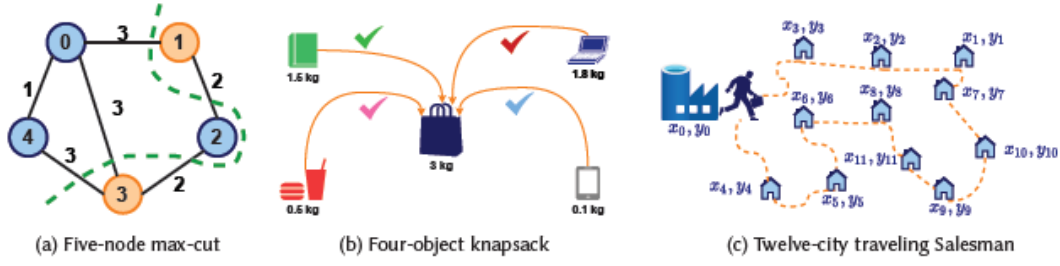 0
3
1
1
2
3
4
2
3
2
3
(a) Five-node max-cut
1.5 kg
1.8 kg
3 kg
0.5 kg
0.1 kg
(b) Four-object knapsack
x₃, y₃
x₂, y₂
x₁, y₁
x₀, y₀
x₆, y₆
x₈, y₈
x₇, y₇
x₁₁, y₁₁
x₁₀, y₁₀
x₄, y₄
x₅, y₅
x₉, y₉
(c) Twelve-city traveling Salesman